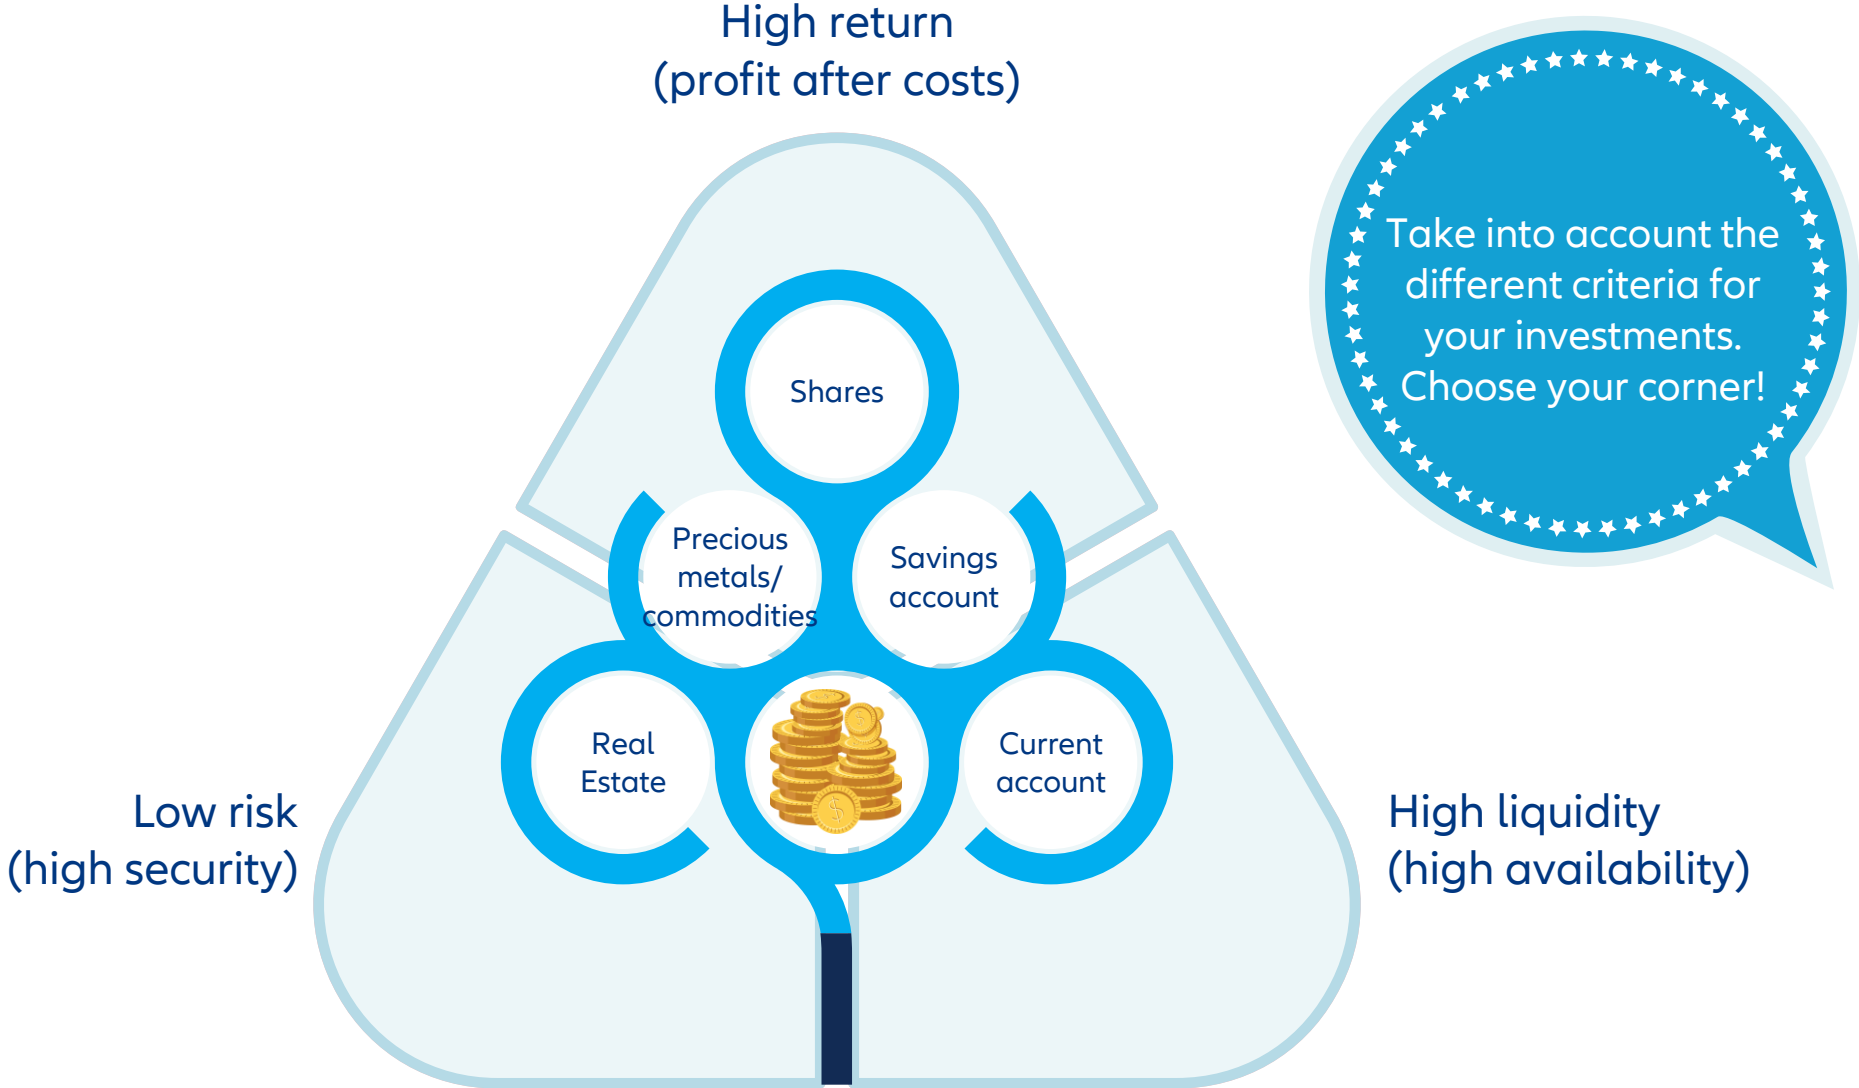 High return
(profit after costs)
Take into account the
different criteria for
your investments.
Choose your corner!
Shares
Precious
metals/
commodities
Savings
account
Real
Estate
Current
account
Low risk
(high security)
High liquidity
(high availability)